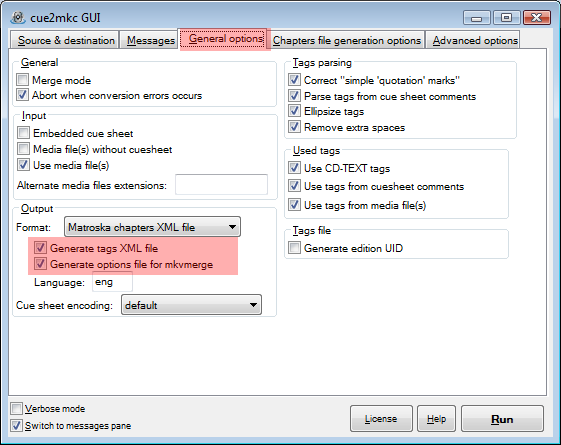 cue2mkc GUI
Source & destination Messages General options Chapters file generation options Advanced options
General
Merge mode
Abort when conversion errors occurs
Input
Embedded cue sheet
Media file(s) without cuesheet
Use media file(s)
Alternate media files extensions:
Output
Format: Matroska chapters XML file
Generate tags XML file
Generate options file for mkvmerge
Language: eng
Cue sheet encoding: default
Tags parsing
Correct "simple 'quotation' marks"
Parse tags from cue sheet comments
Ellipsize tags
Remove extra spaces
Used tags
Use CD-TEXT tags
Use tags from cuesheet comments
Use tags from media file(s)
Tags file
Generate edition UID
Verbose mode
Switch to messages pane
License Help Run